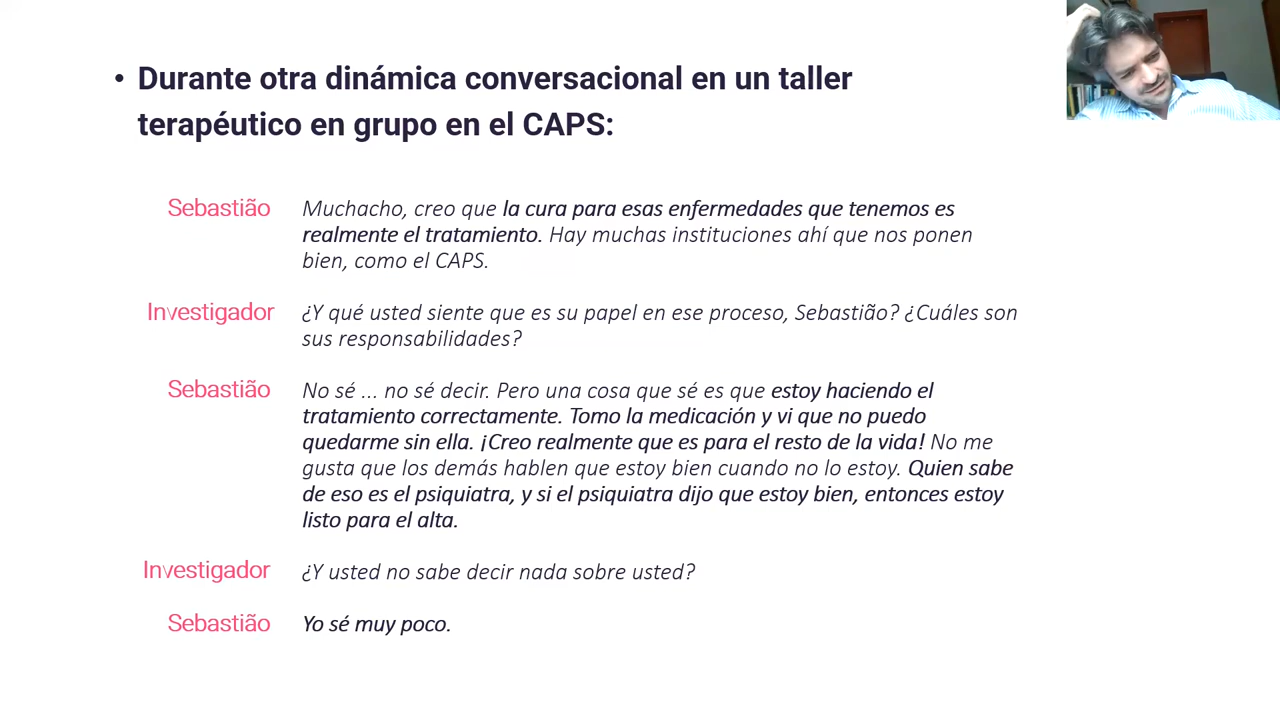 • Durante otra dinámica conversacional en un taller
terapéutico en grupo en el CAPS:
Sebastião Muchacho, creo que la cura para esas enfermedades que tenemos es
realmente el tratamiento. Hay muchas instituciones ahí que nos ponen
bien, como el CAPS.
Investigador ¿Y qué usted siente que es su papel en ese proceso, Sebastião? ¿Cuáles son
sus responsabilidades?
Sebastião No sé ... no sé decir. Pero una cosa que sé es que estoy haciendo el
tratamiento correctamente. Tomo la medicación y vi que no puedo
quedarme sin ella. ¡Creo realmente que es para el resto de la vida! No me
gusta que los demás hablen que estoy bien cuando no lo estoy. Quien sabe
de eso es el psiquiatra, y si el psiquiatra dijo que estoy bien, entonces estoy
listo para el alta.
Investigador ¿Y usted no sabe decir nada sobre usted?
Sebastião Yo sé muy poco.